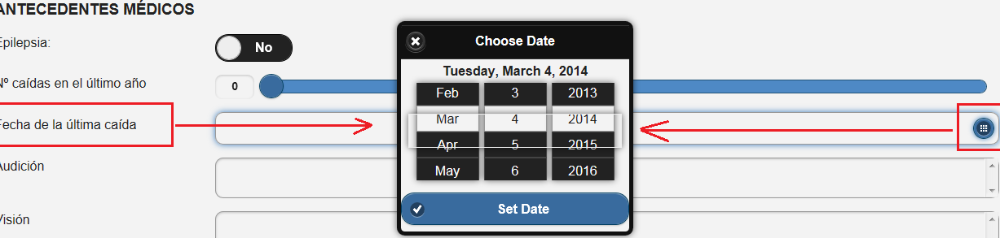 ANTECEDENTES MÉDICOS
Epilepsia:
No
Nº caídas en el último año
0
Fecha de la última caída
Audición
Visión
Choose Date
Tuesday, March 4, 2014
Feb 3 2013
Mar 4 2014
Apr 5 2015
May 6 2016
Set Date